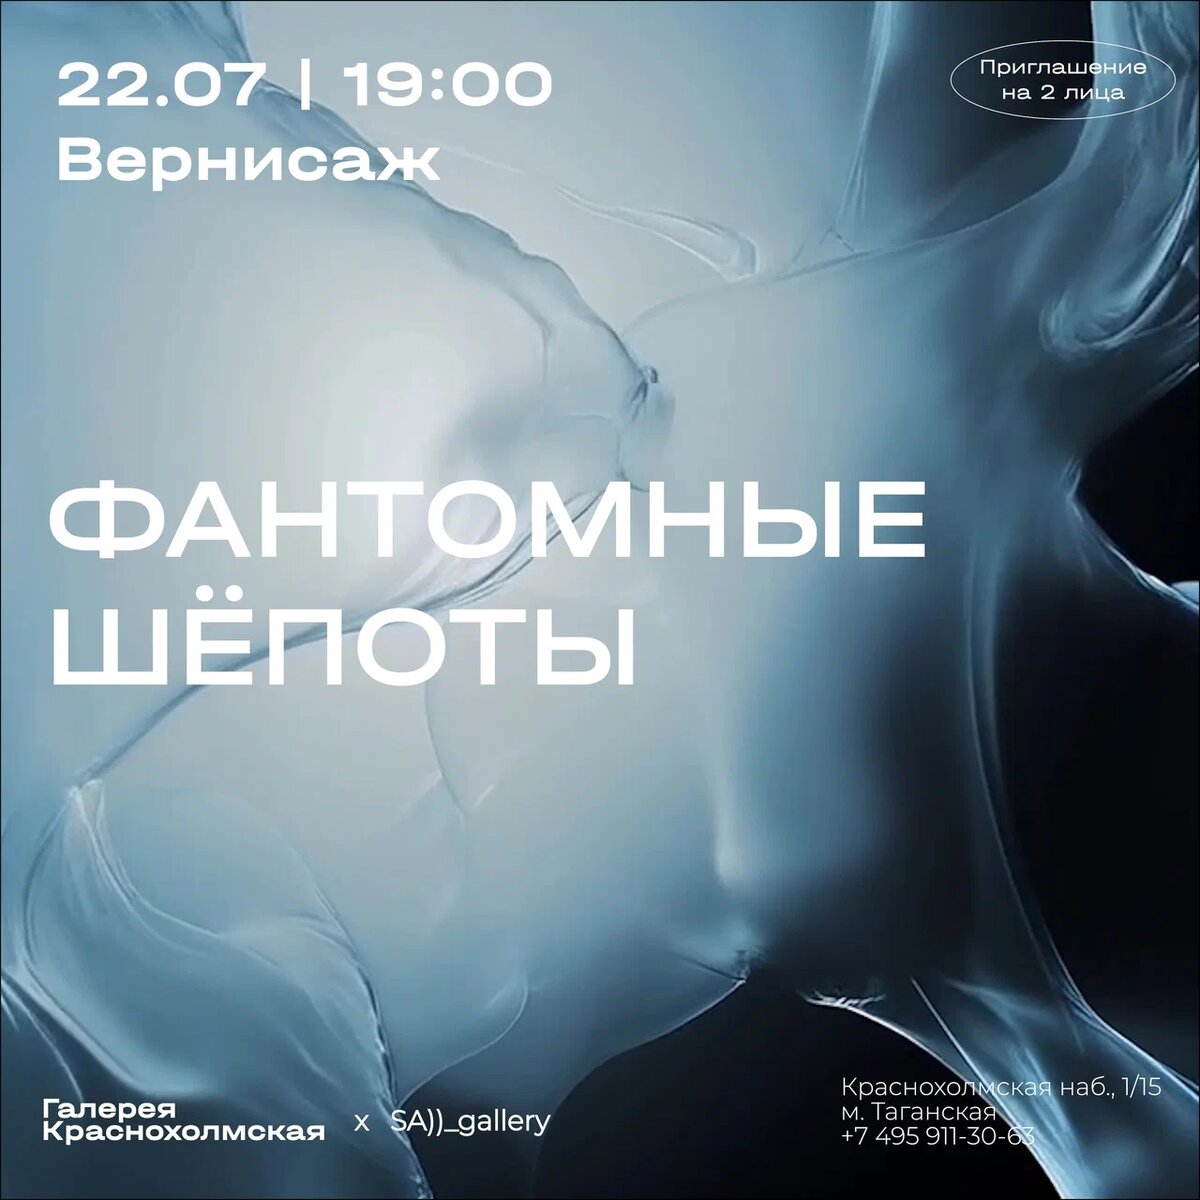 22.07 | 19:00
Вернисаж
Приглашение
на 2 лица
ФАНТОМНЫЕ
ШЁПОТЫ
Галерея
Краснохолмская
x SA))_gallery
Краснохолмская наб., 1/15
м. Таганская
+7 495 911-30-63